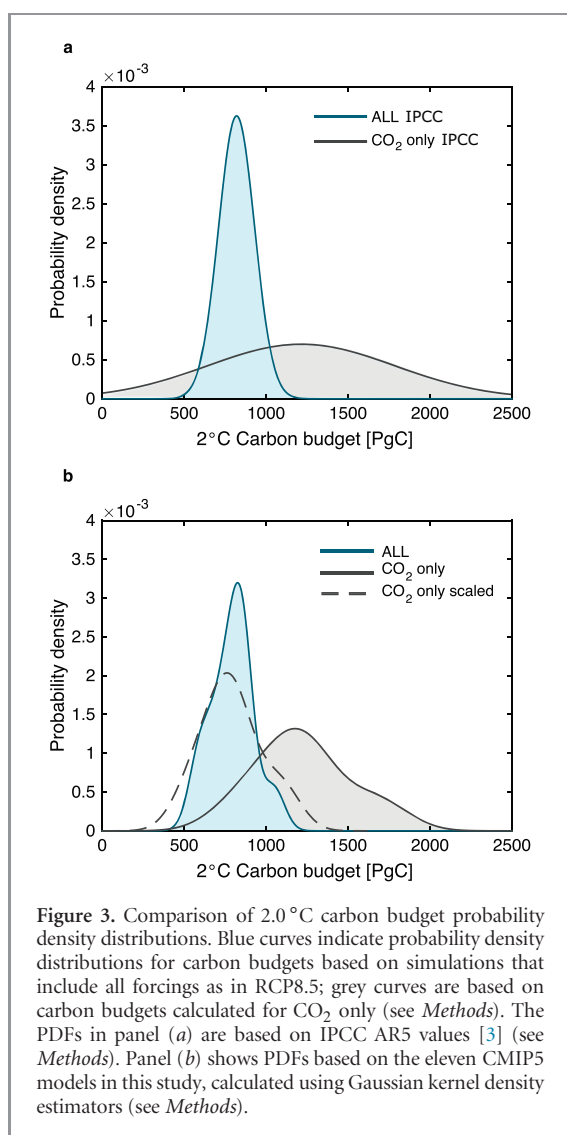 a
×10⁻³
4
3.5
3
2.5
2
1.5
1
0.5
0
Probability density
ALL IPCC
CO₂ only IPCC
0 500 1000 1500 2000 2500
2°C Carbon budget [PgC]
b
×10⁻³
4
3.5
3
2.5
2
1.5
1
0.5
0
Probability density
ALL
CO₂ only
CO₂ only scaled
0 500 1000 1500 2000 2500
2°C Carbon budget [PgC]
Figure 3. Comparison of 2.0 °C carbon budget probability
density distributions. Blue curves indicate probability density
distributions for carbon budgets based on simulations that
include all forcings as in RCP8.5; grey curves are based on
carbon budgets calculated for CO₂ only (see Methods). The
PDFs in panel (a) are based on IPCC AR5 values [3] (see
Methods). Panel (b) shows PDFs based on the eleven CMIP5
models in this study, calculated using Gaussian kernel density
estimators (see Methods).